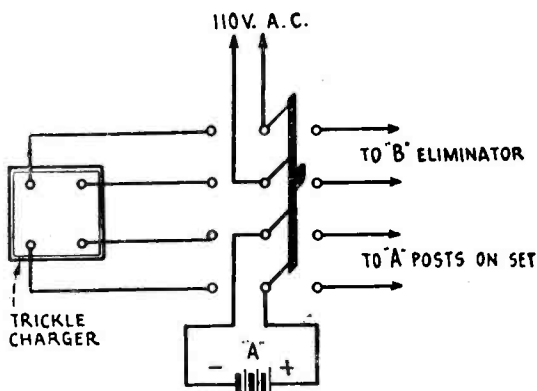 110V. A.C.
TO "B" ELIMINATOR
TO "A" POSTS ON SET
TRICKLE
CHARGER
"A"
- +